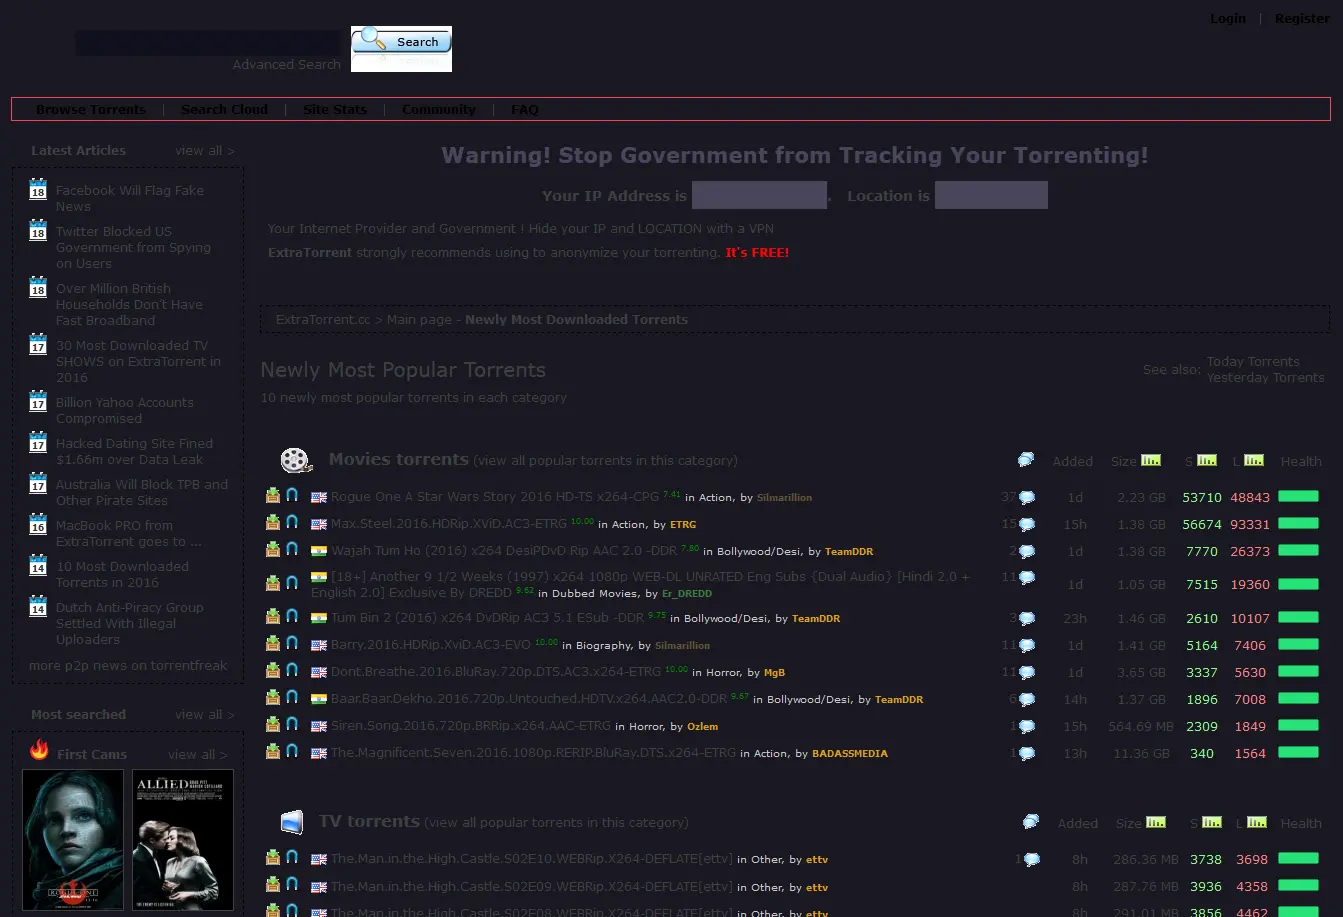 Login | Register
Search
Advanced Search
Browse Torrents | Search Cloud | Site Stats | Community | FAQ
Latest Articles view all >
18 Facebook Will Flag Fake
News
18 Twitter Blocked US
Government from Spying
on Users
18 Over Million British
Households Don't Have
Fast Broadband
17 30 Most Downloaded TV
SHOWS on ExtraTorrent in
2016
17 Billion Yahoo Accounts
Compromised
17 Hacked Dating Site Fined
$1.66m over Data Leak
17 Australia Will Block TPB and
Other Pirate Sites
16 MacBook PRO from
ExtraTorrent goes to ...
14 10 Most Downloaded
Torrents in 2016
14 Dutch Anti-Piracy Group
Settled With Illegal
Uploaders
more p2p news on torrentfreak
Most searched view all >
First Cams view all >
ALLIED
Warning! Stop Government from Tracking Your Torrenting!
Your IP Address is . Location is
Your Internet Provider and Government ! Hide your IP and LOCATION with a VPN
ExtraTorrent strongly recommends using to anonymize your torrenting. It's FREE!
ExtraTorrent.cc > Main page - Newly Most Downloaded Torrents
Newly Most Popular Torrents
10 newly most popular torrents in each category
See also: Today Torrents
Yesterday Torrents
Movies torrents (view all popular torrents in this category) Added Size S L Health
Rogue One A Star Wars Story 2016 HD-TS x264-CPG 7.41 in Action, by Silmarillion 37 1d 2.23 GB 53710 48843
Max.Steel.2016.HDRip.XViD.AC3-ETRG 10.00 in Action, by ETRG 15 15h 1.38 GB 56674 93331
Wajah Tum Ho (2016) x264 DesiPDvD Rip AAC 2.0 -DDR 7.80 in Bollywood/Desi, by TeamDDR 2 1d 1.38 GB 7770 26373
[18+] Another 9 1/2 Weeks (1997) x264 1080p WEB-DL UNRATED Eng Subs {Dual Audio} [Hindi 2.0 +
English 2.0] Exclusive By DREDD 9.62 in Dubbed Movies, by Er_DREDD 11 1d 1.05 GB 7515 19360
Tum Bin 2 (2016) x264 DvDRip AC3 5.1 ESub -DDR 9.75 in Bollywood/Desi, by TeamDDR 3 23h 1.46 GB 2610 10107
Barry.2016.HDRip.XviD.AC3-EVO 10.00 in Biography, by Silmarillion 11 1d 1.41 GB 5164 7406
Dont.Breathe.2016.BluRay.720p.DTS.AC3.x264-ETRG 10.00 in Horror, by MgB 11 1d 3.65 GB 3337 5630
Baar.Baar.Dekho.2016.720p.Untouched.HDTV.x264.AAC2.0-DDR 9.67 in Bollywood/Desi, by TeamDDR 6 14h 1.37 GB 1896 7008
Siren.Song.2016.720p.BRRip.x264.AAC-ETRG in Horror, by Ozlem 1 15h 564.69 MB 2309 1849
The.Magnificent.Seven.2016.1080p.RERIP.BluRay.DTS.x264-ETRG in Action, by BADASSMEDIA 1 13h 11.36 GB 340 1564
TV torrents (view all popular torrents in this category) Added Size S L Health
The.Man.in.the.High.Castle.S02E10.WEBRip.X264-DEFLATE[ettv] in Other, by ettv 1 8h 286.36 MB 3738 3698
The.Man.in.the.High.Castle.S02E09.WEBRip.X264-DEFLATE[ettv] in Other, by ettv 8h 287.76 MB 3936 4358
The.Man.in.the.High.Castle.S02E08.WEBRip.X264-DEFLATE[ettv] in Other, by ettv 8h 291.01 MB 3856 4462